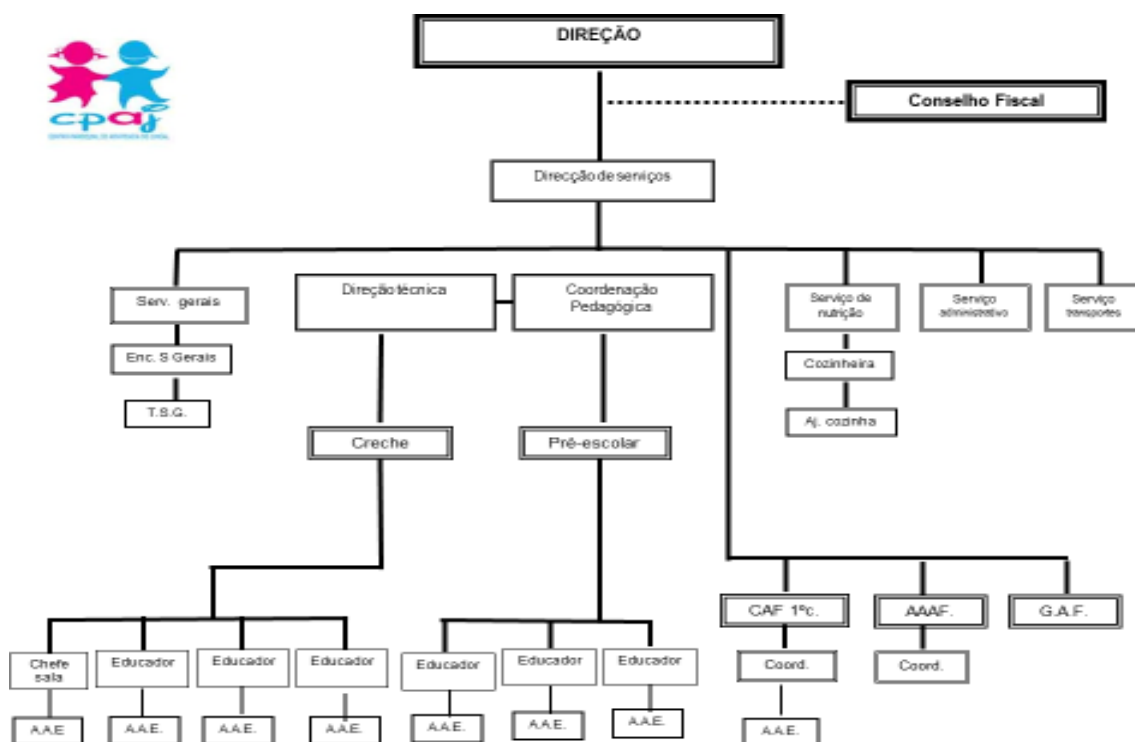 DIREÇÃO
cpaj
Conselho Fiscal
Direcção de serviços
Serv. gerais
Direção técnica
Coordenação
Pedagógica
Serviço de
nutrição
Serviço
administrativo
Serviço
transportes
Enc. S Gerais
Cozinheira
T.S.G.
Aj. cozinha
Creche
Pré-escolar
CAF 1ºc.
AAAF.
G.A.F.
Chefe
sala
Educador
Educador
Educador
Educador
Educador
Educador
Coord.
Coord.
A.A.E
A.A.E.
A.A.E.
A.A.E.
A.A.E.
A.A.E.
A.A.E.
A.A.E.